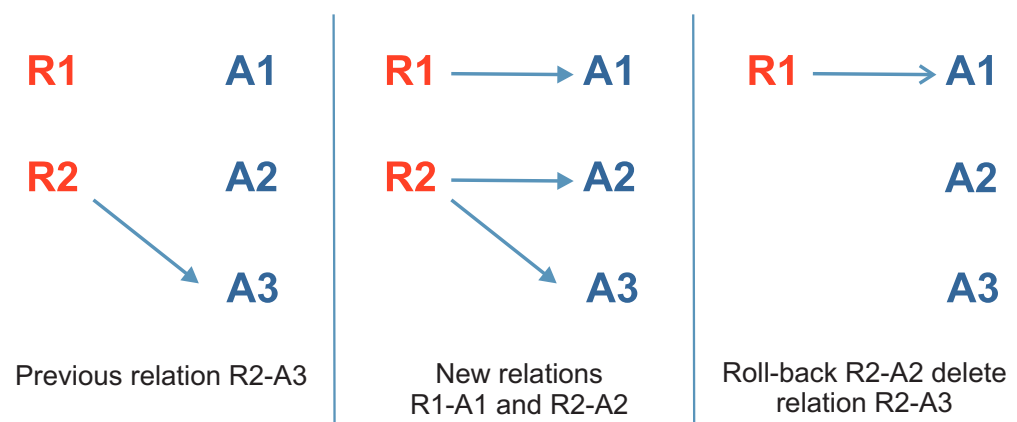 R1 A1
R2 A2
A3
Previous relation R2-A3
R1 A1
R2 A2
A3
New relations
R1-A1 and R2-A2
R1 A1
A2
A3
Roll-back R2-A2 delete
relation R2-A3